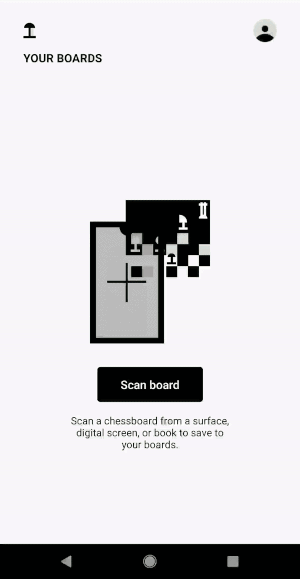 YOUR BOARDS
Scan board
Scan a chessboard from a surface,
digital screen, or book to save to
your boards.